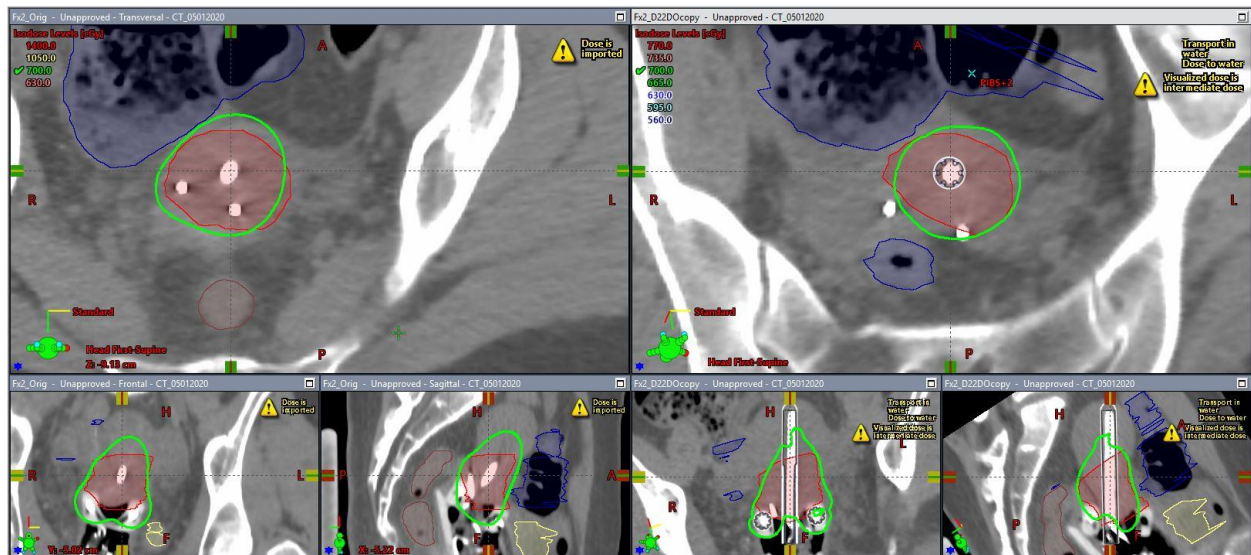 Fx2_Orig - Unapproved - Transversal - CT_05012020
Isodose Levels [cGy]
1400.0
1050.0
700.0
630.0
A
Dose is
imported
R
L
Standard
Head First-Supine
Z: -9.13 cm
P
Fx2_D22DOcopy - Unapproved - CT_05012020
Isodose Levels [cGy]
770.0
735.0
700.0
665.0
630.0
595.0
560.0
A
PIBS+2
Transport in
water
Dose to water
Visualized dose is
intermediate dose
R
L
Standard
Head First-Supine
P
Fx2_Orig - Unapproved - Frontal - CT_05012020
H
Dose is
imported
R
L
F
Fx2_Orig - Unapproved - Sagittal - CT_05012020
H
Dose is
imported
P
A
F
Fx2_D22DOcopy - Unapproved - CT_05012020
H
Transport in
water
Dose to water
Visualized dose is
intermediate dose
L
R
F
Fx2_D22DOcopy - Unapproved - CT_05012020
H
Transport in
water
Dose to water
A
Visualized dose is
intermediate dose
P
F